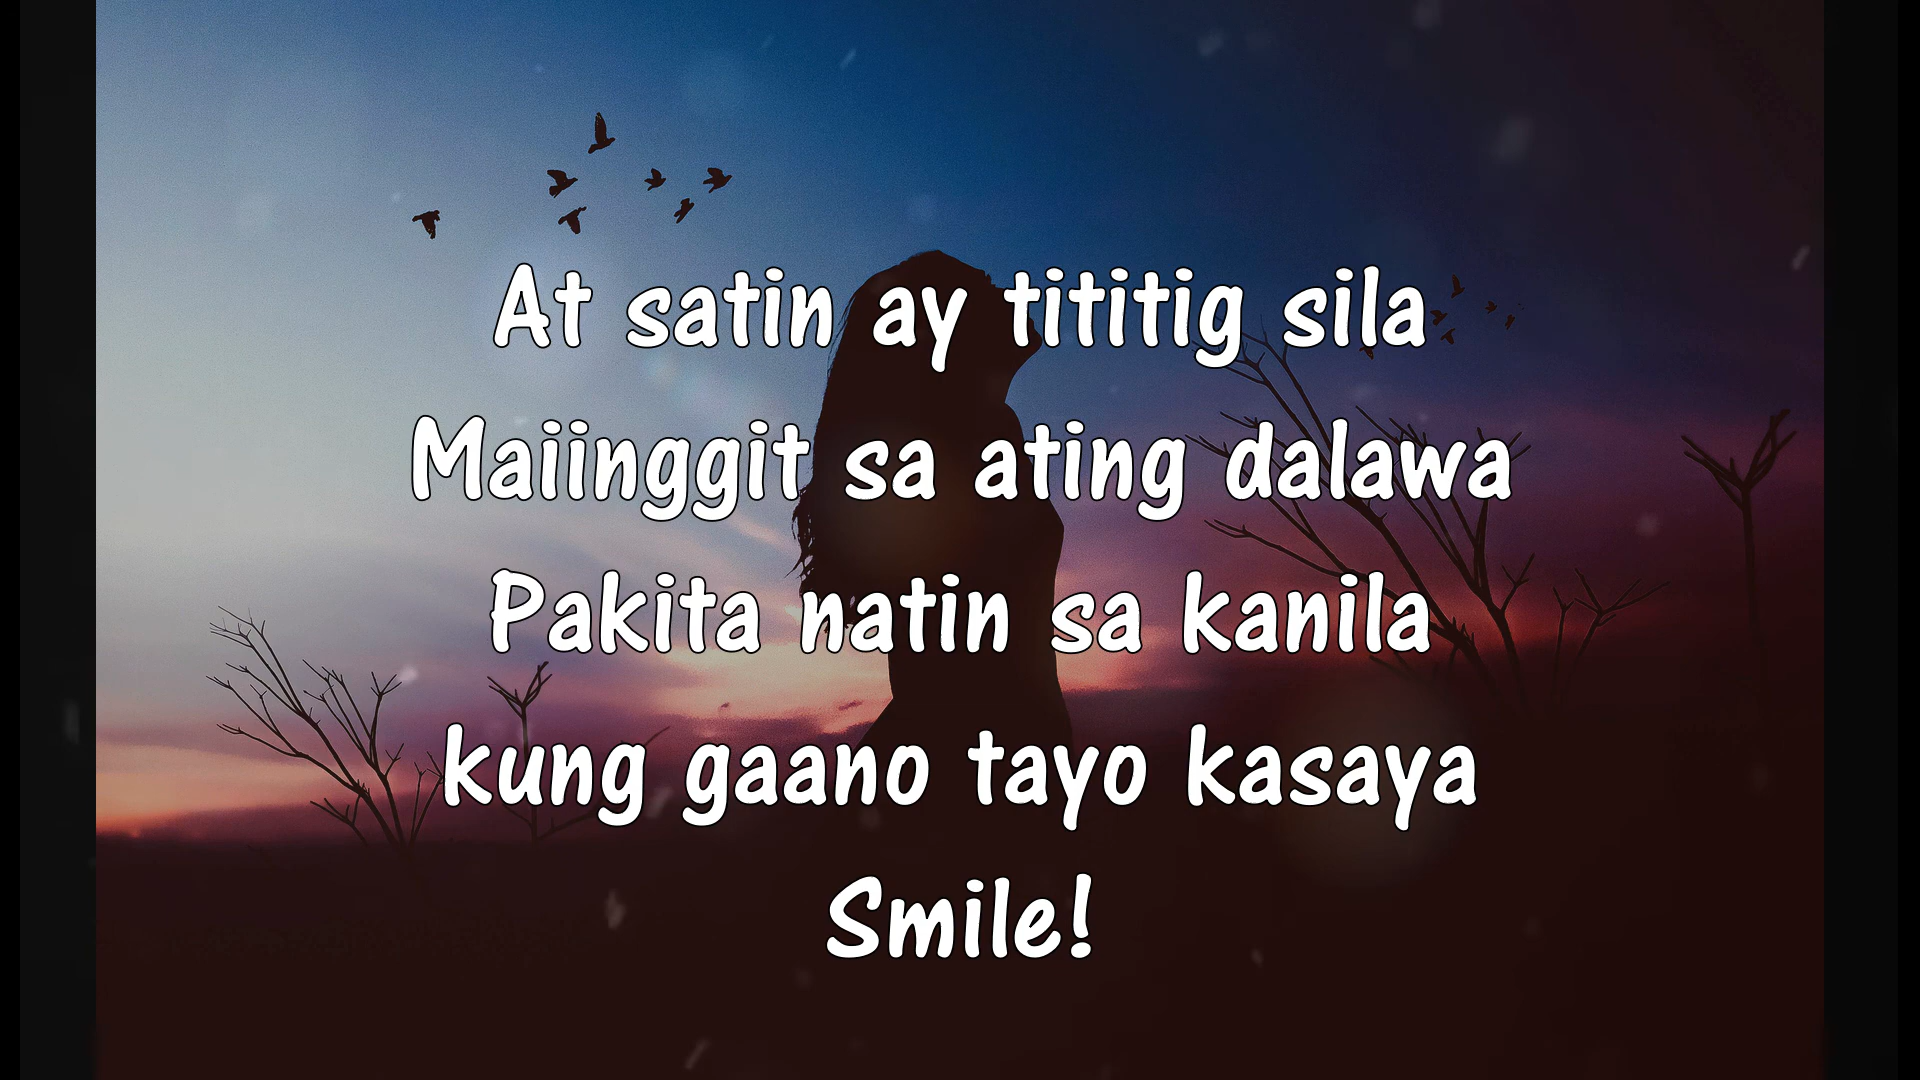 At satin ay tititig sila
Maiinggit sa ating dalawa
Pakita natin sa kanila
kung gaano tayo kasaya
Smile!